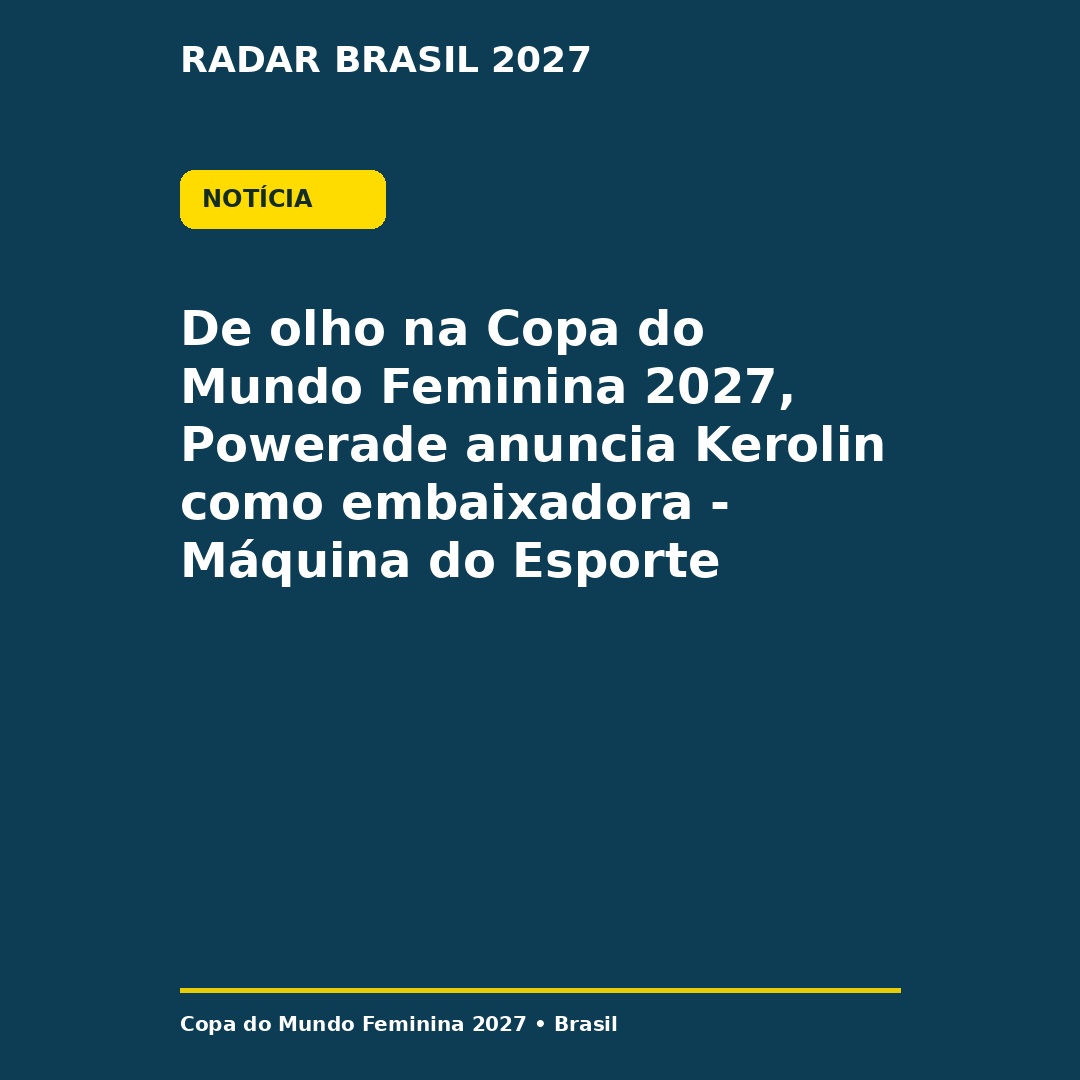 RADAR BRASIL 2027
NOTÍCIA
De olho na Copa do
Mundo Feminina 2027,
Powerade anuncia Kerolin
como embaixadora -
Máquina do Esporte
Copa do Mundo Feminina 2027 • Brasil